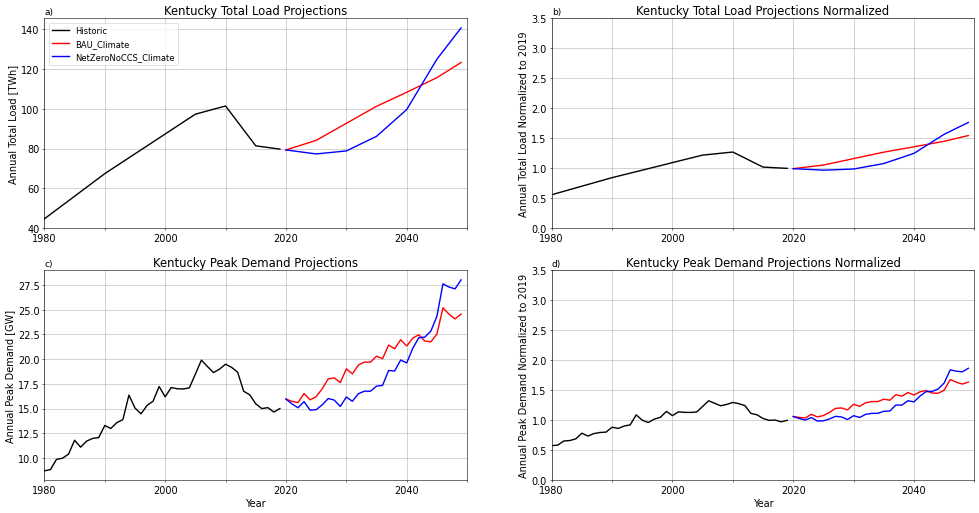 a)
Kentucky Total Load Projections
Historic
BAU_Climate
NetZeroNoCCS_Climate
Annual Total Load [TWh]
140
120
100
80
60
40
1980
2000
2020
2040
b)
Kentucky Total Load Projections Normalized
Annual Total Load Normalized to 2019
3.5
3.0
2.5
2.0
1.5
1.0
0.5
0.0
1980
2000
2020
2040
c)
Kentucky Peak Demand Projections
Annual Peak Demand [GW]
27.5
25.0
22.5
20.0
17.5
15.0
12.5
10.0
1980
2000
2020
2040
Year
d)
Kentucky Peak Demand Projections Normalized
Annual Peak Demand Normalized to 2019
3.5
3.0
2.5
2.0
1.5
1.0
0.5
0.0
1980
2000
2020
2040
Year